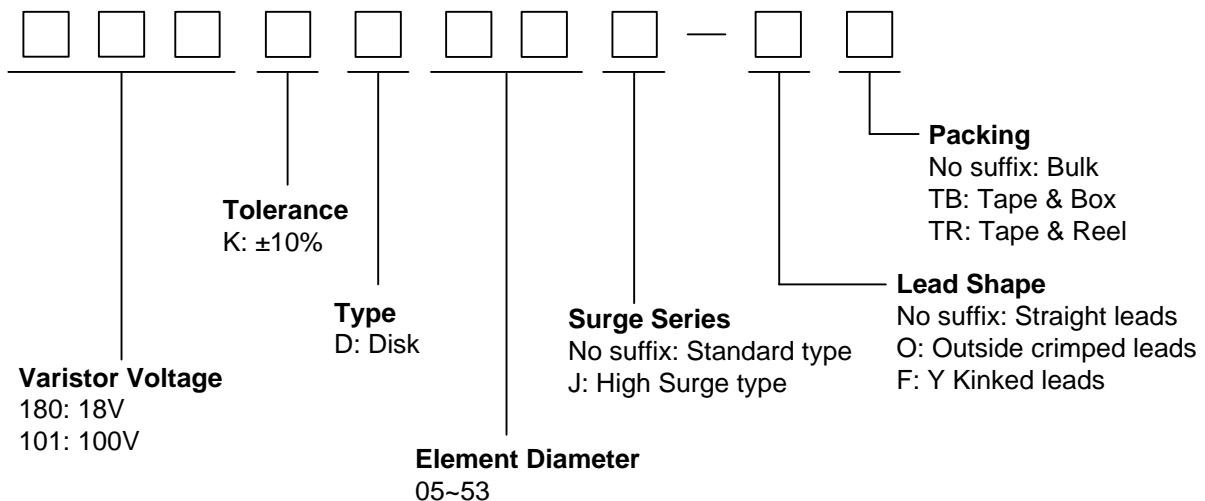 Packing
No suffix: Bulk
TB: Tape & Box
TR: Tape & Reel
Tolerance
K: ±10%
Lead Shape
No suffix: Straight leads
O: Outside crimped leads
F: Y Kinked leads
Type
D: Disk
Surge Series
No suffix: Standard type
J: High Surge type
Varistor Voltage
180: 18V
101: 100V
Element Diameter
05~53